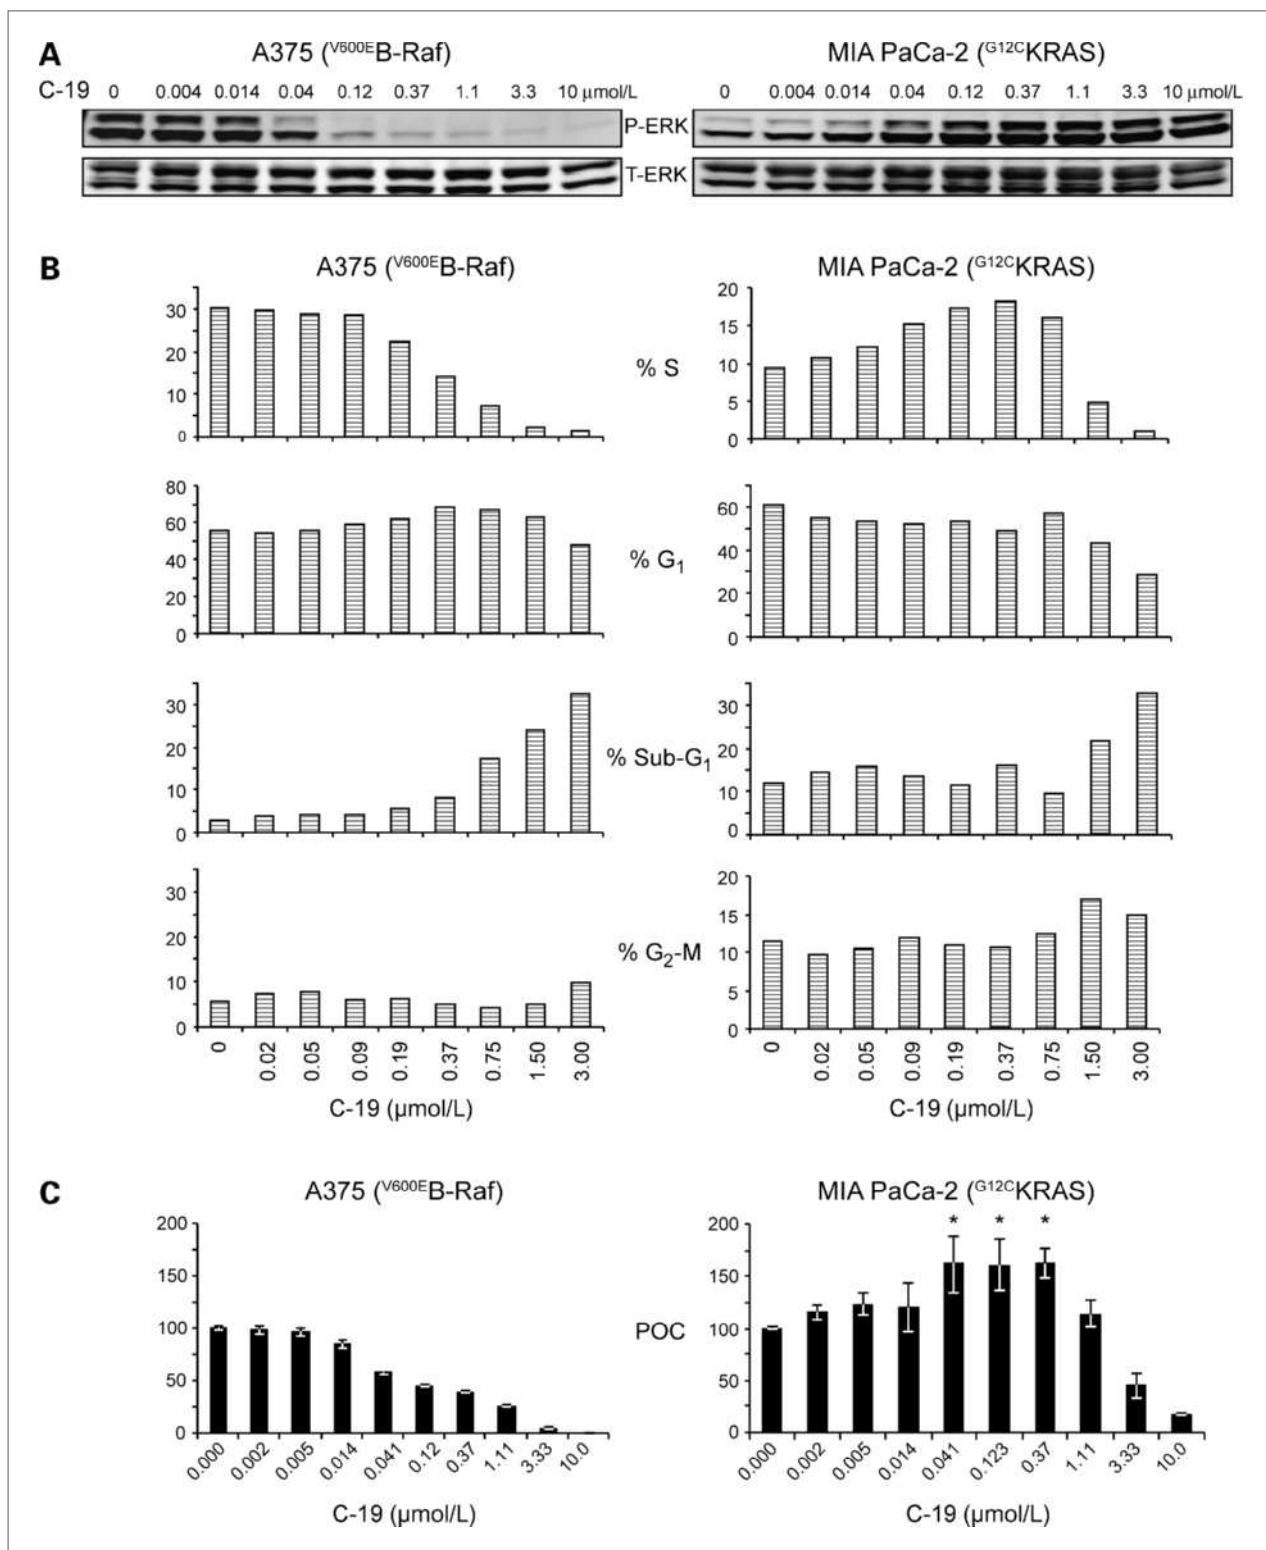 A
A375 (V600EB-Raf)
MIA PaCa-2 (G12CKRAS)
C-19 0 0.004 0.014 0.04 0.12 0.37 1.1 3.3 10 μmol/L
0 0.004 0.014 0.04 0.12 0.37 1.1 3.3 10 μmol/L
P-ERK
T-ERK
B
A375 (V600EB-Raf)
MIA PaCa-2 (G12CKRAS)
30
20
10
0
% S
20
15
10
5
0
80
60
40
20
0
% G1
60
40
20
0
30
20
10
0
% Sub-G1
30
20
10
0
30
20
10
0
% G2-M
20
15
10
5
0
0 0.02 0.05 0.09 0.19 0.37 0.75 1.50 3.00
0 0.02 0.05 0.09 0.19 0.37 0.75 1.50 3.00
C-19 (μmol/L)
C-19 (μmol/L)
C
A375 (V600EB-Raf)
MIA PaCa-2 (G12CKRAS)
* * *
200
150
100
50
0
POC
200
150
100
50
0
0.000 0.002 0.005 0.014 0.041 0.12 0.37 1.11 3.33 10.0
0.000 0.002 0.005 0.014 0.041 0.123 0.37 1.11 3.33 10.0
C-19 (μmol/L)
C-19 (μmol/L)